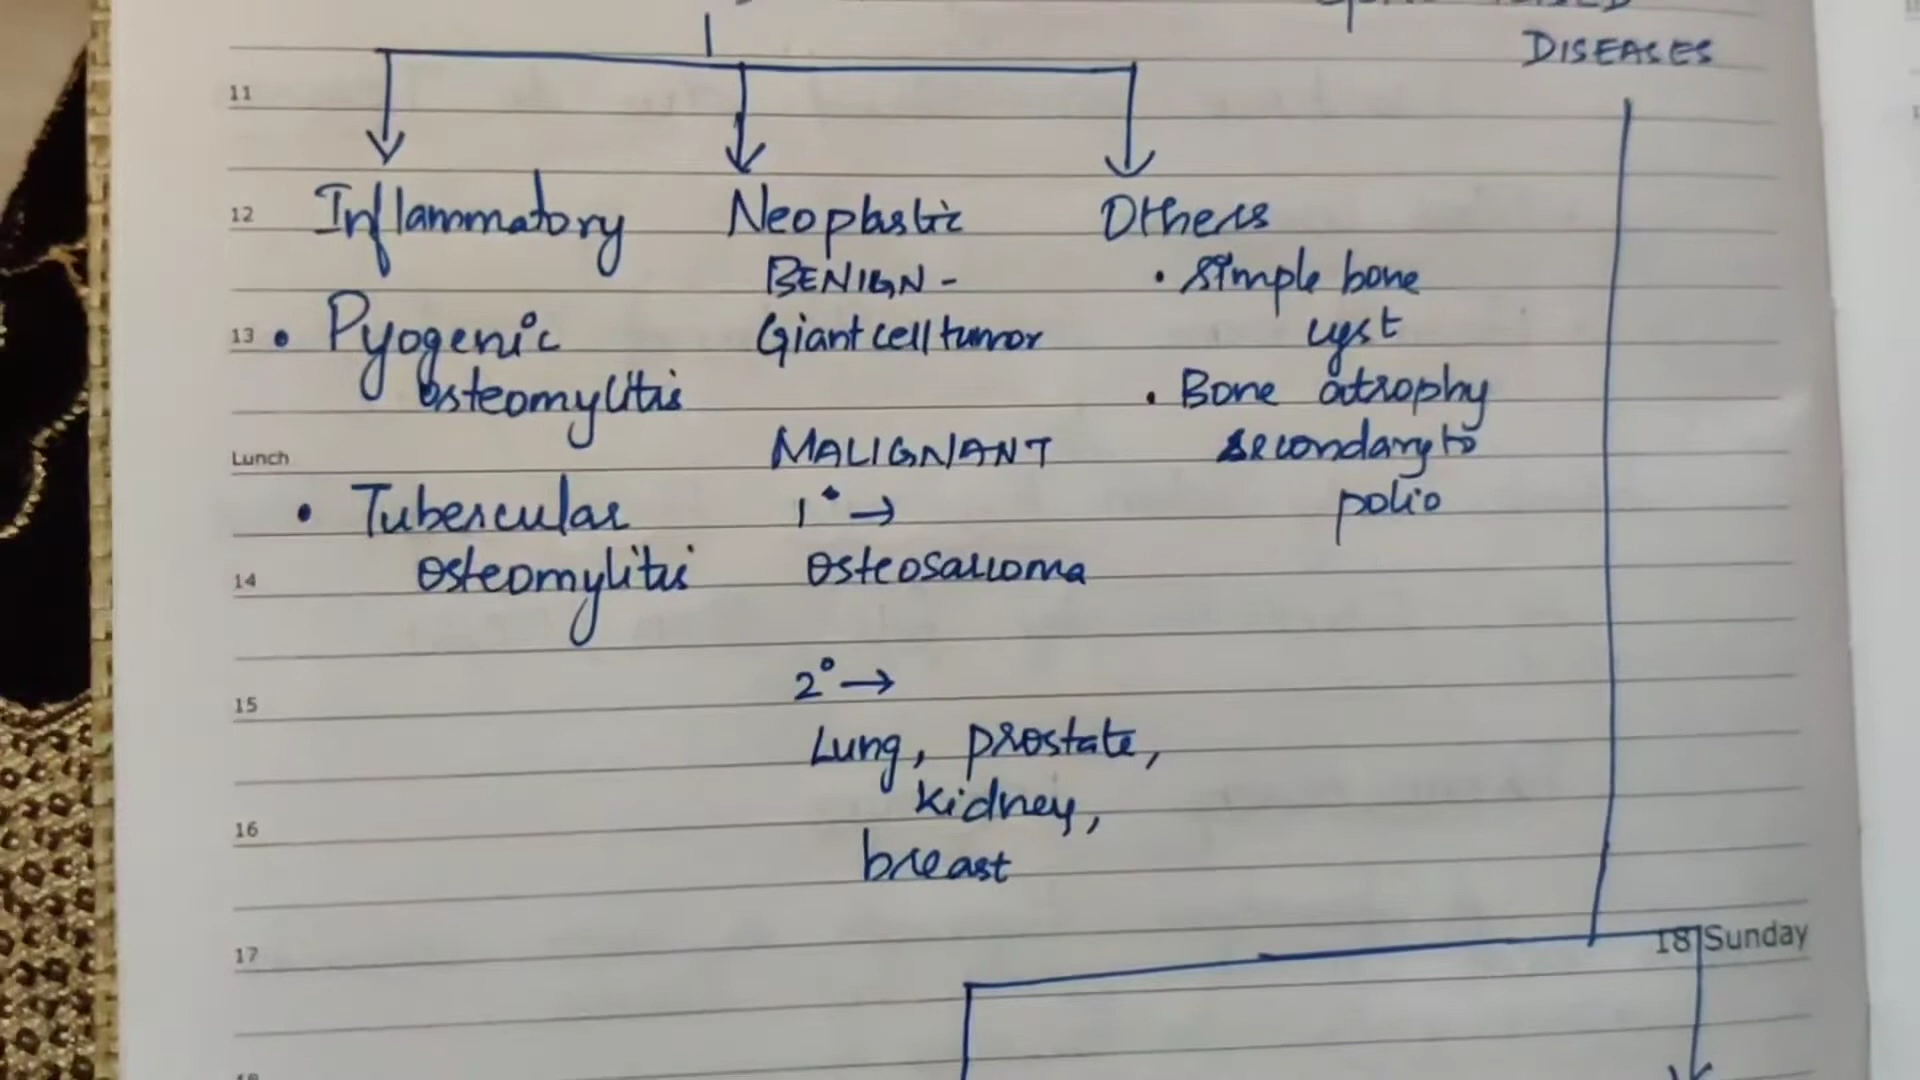 DISEASES
11
12 Inflammatory Neoplastic Others
BENIGN - • simple bone
13 • Pyogenic Giant cell tumor cyst
osteomylitis • Bone atrophy
Lunch MALIGNANT secondary to
• Tubercular 1° → polio
14 osteomylitis osteosarcoma
15 2° →
Lung, prostate,
16 kidney,
breast
17 18 Sunday